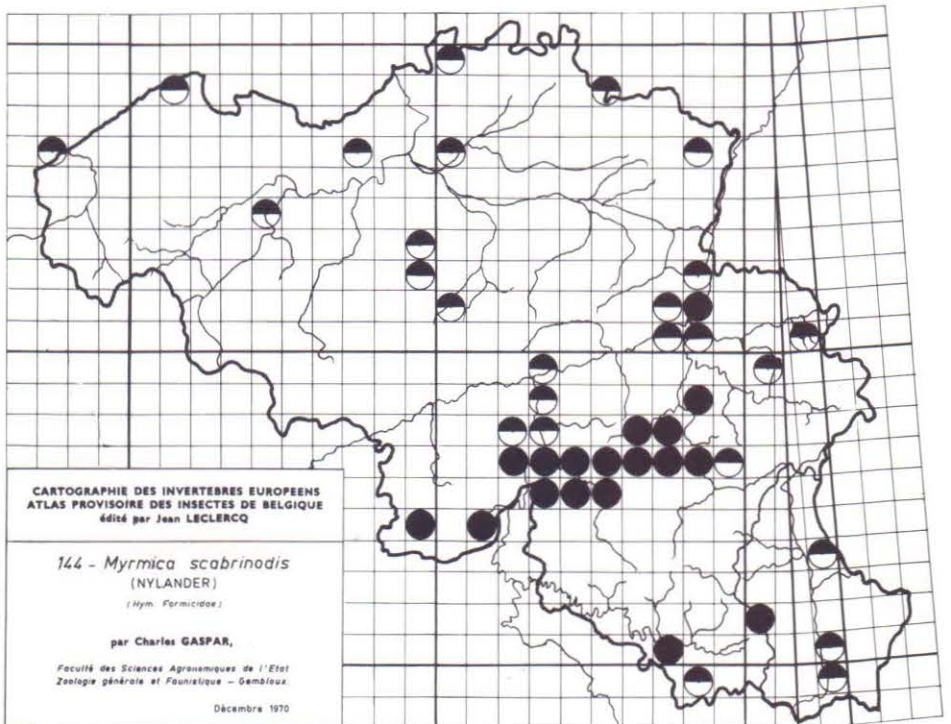 CARTOGRAPHIE DES INVERTEBRES EUROPEENS
ATLAS PROVISOIRE DES INSECTES DE BELGIQUE
édité par Jean LECLERCQ
144 - Myrmica scabrinodis
(NYLANDER)
(Hym. Formicidae)
par Charles GASPAR,
Faculté des Sciences Agronomiques de l'Etat
Zoologie générale et Faunistique - Gembloux.
Décembre 1970